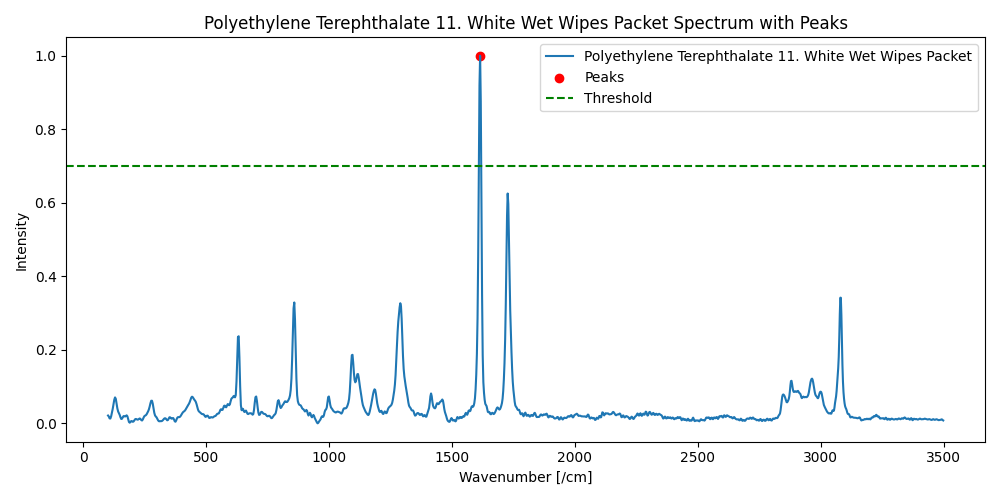 Polyethylene Terephthalate 11. White Wet Wipes Packet Spectrum with Peaks
Polyethylene Terephthalate 11. White Wet Wipes Packet
Peaks
Threshold
Intensity
1.0
0.8
0.6
0.4
0.2
0.0
0 500 1000 1500 2000 2500 3000 3500
Wavenumber [/cm]